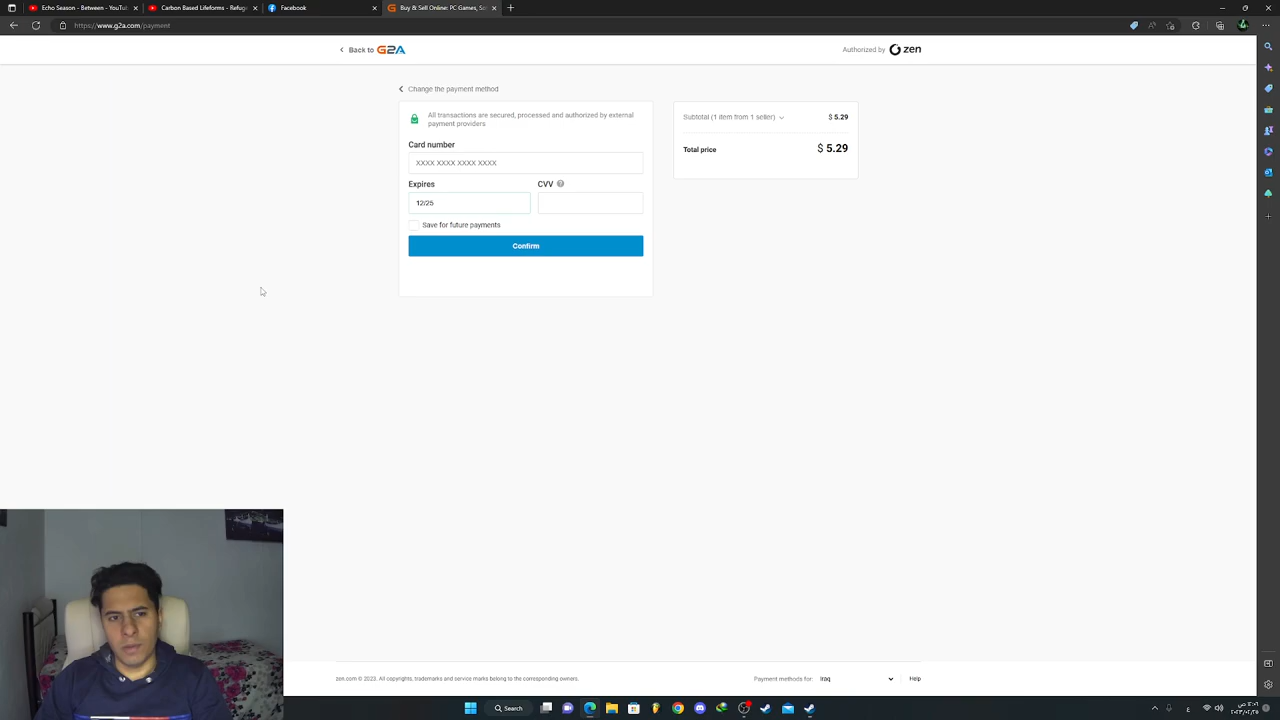 Echo Season - Between - YouTu
Carbon Based Lifeforms - Refug
Facebook
Buy & Sell Online: Games, So
https://www.g2a.com/payment
Back to G2A
Authorized by zen
Change the payment method
All transactions are secured, processed and authorized by external
payment providers
Card number
XXXX XXXX XXXX XXXX
Expires
CVV
12/25
Save for future payments
Confirm
Subtotal (1 item from 1 seller)
$ 5.29
Total price
$ 5.29
zen.com © 2023. All copyrights, trademarks and service marks belong to the corresponding owners.
Payment methods for:
Iraq
Help
Search